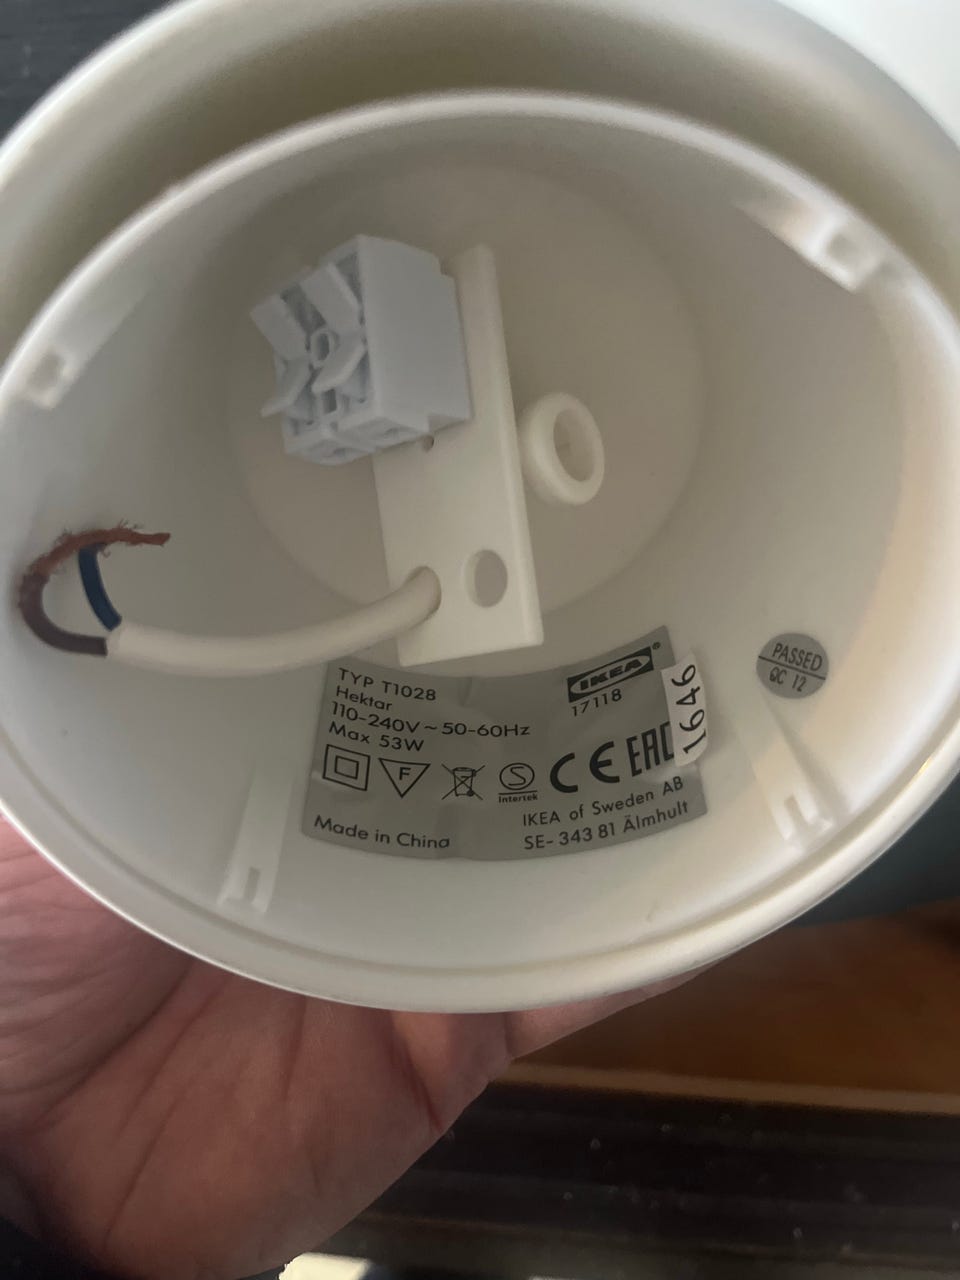 TYP T1028
Hektar
110-240V ~ 50-60Hz
Max 53W
F
S
Intertek
Made in China
IKEA®
17118
1646
CE EAC
IKEA of Sweden AB
SE- 343 81 Älmhult
PASSED
QC 12